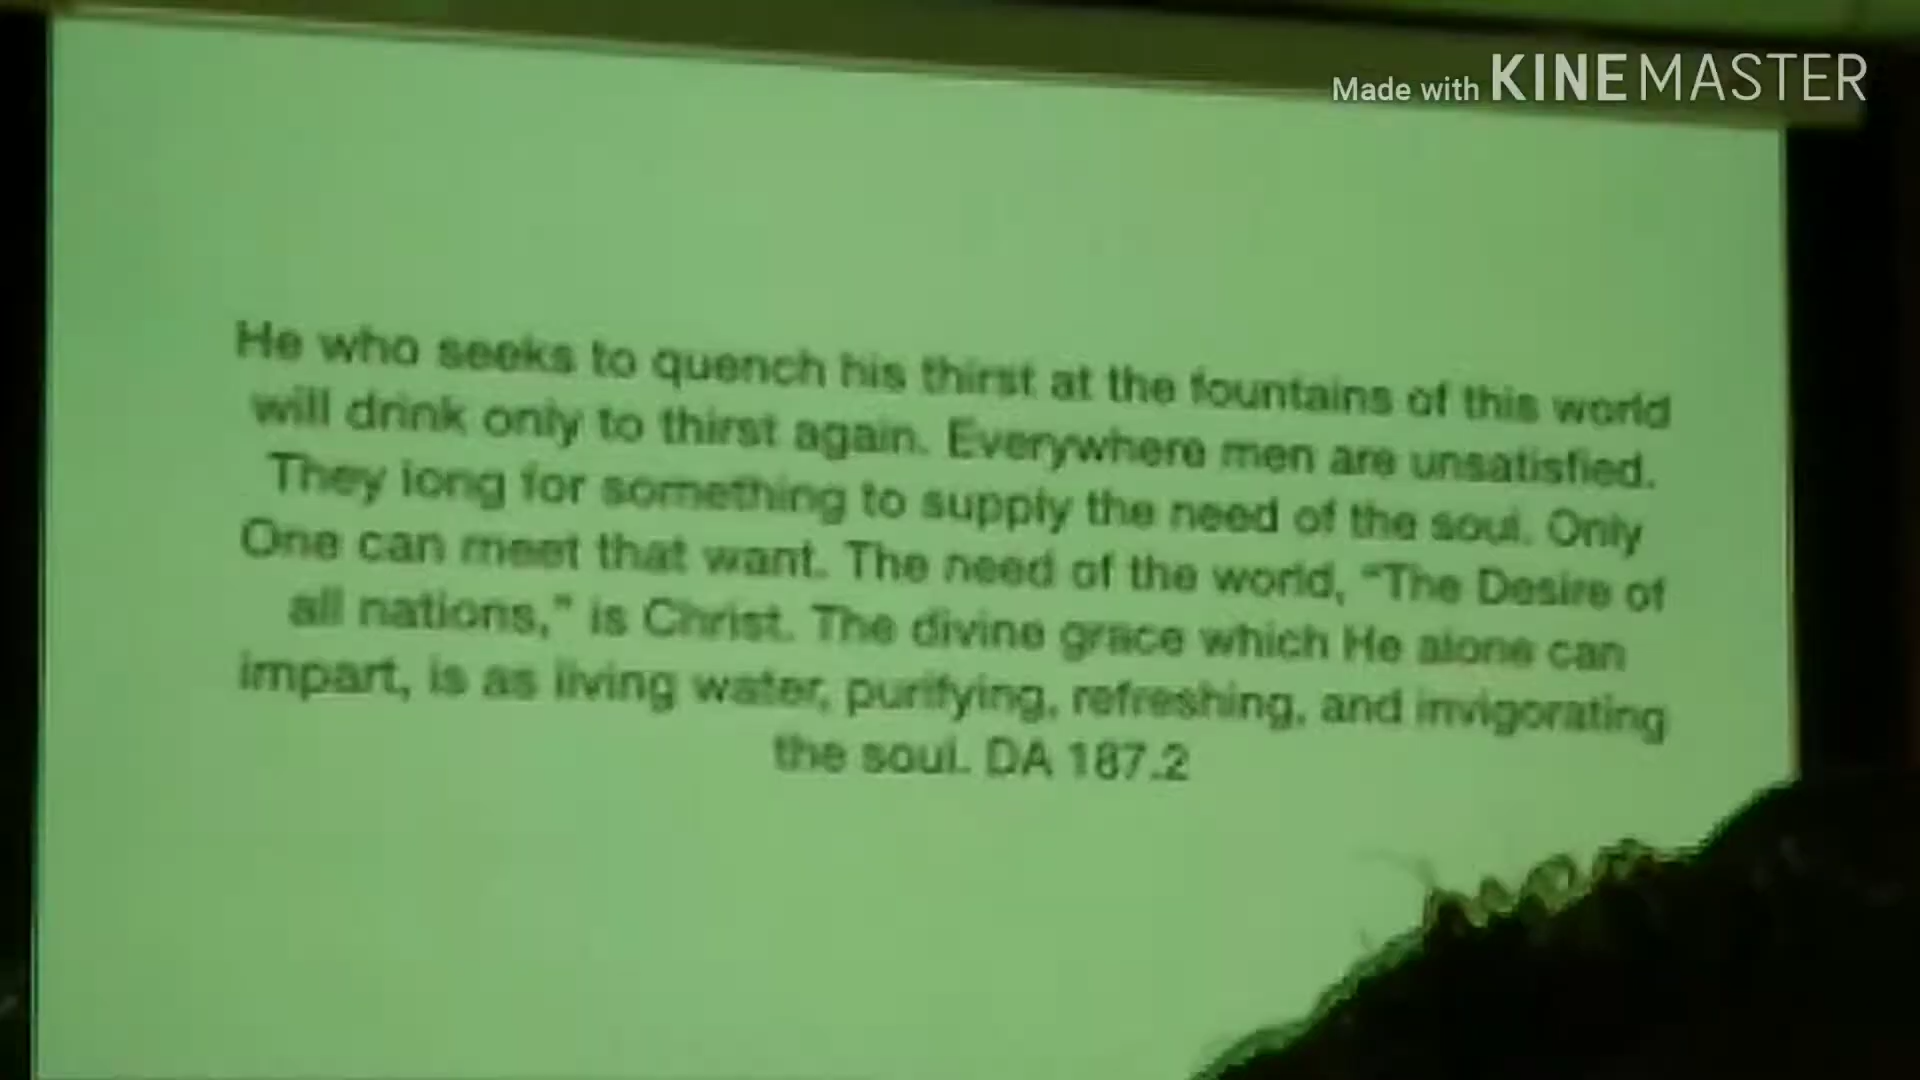 Made with KINEMASTER
He who seeks to quench his thirst at the fountains of this world
will drink only to thirst again. Everywhere men are unsatisfied.
They long for something to supply the need of the soul. Only
One can meet that want. The need of the world, "The Desire of
all nations," is Christ. The divine grace which He alone can
impart, is as living water, purifying, refreshing, and invigorating
the soul. DA 187.2